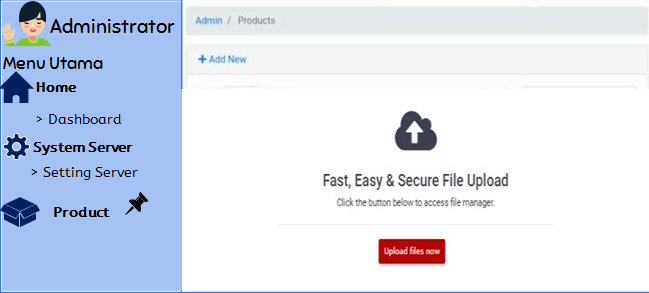 Administrator
Menu Utama
Home
> Dashboard
System Server
> Setting Server
Product
Admin / Products
+ Add New
Fast, Easy & Secure File Upload
Click the button below to access file manager.
Upload files now